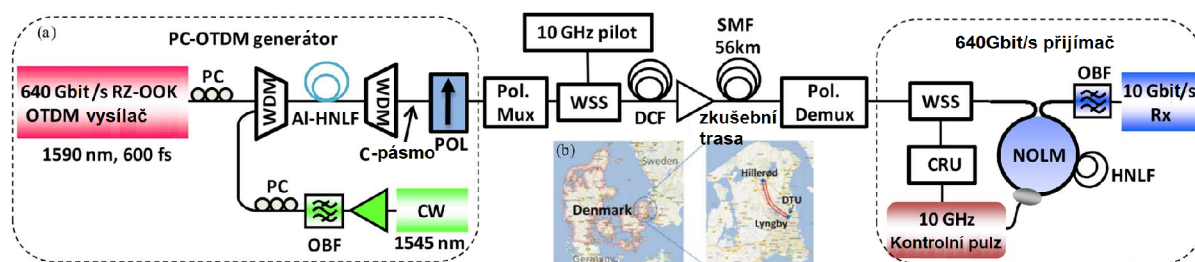 (a)
PC-OTDM generátor
640 Gbit/s RZ-OOK
OTDM vysílač
1590 nm, 600 fs
PC
WDM
Al-HNLF
WDM
C-pásmo
POL
PC
OBF
CW
1545 nm
Pol.
Mux
10 GHz pilot
WSS
DCF
SMF
56km
zkušební
trasa
Pol.
Demux
(b)
Sweden
Denmark
Germany
Hillerød
DTU
Lyngby
640Gbit/s přijímač
WSS
CRU
10 GHz
Kontrolní pulz
NOLM
HNLF
OBF
10 Gbit/s
Rx